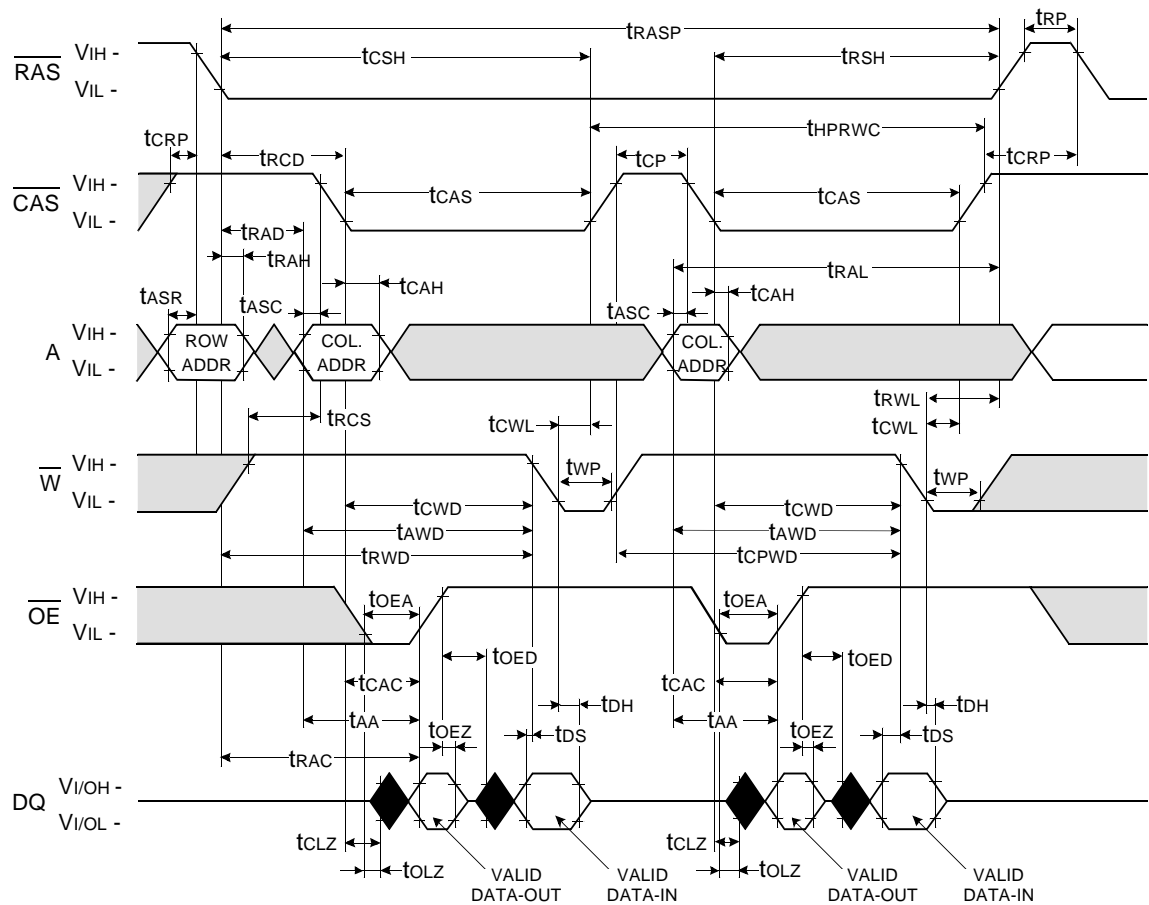 tRP
tRASP
RAS
VIH -
VIL -
tCSH
tRSH
tHPRWC
tCRP
tRCD
tCP
tCRP
CAS
VIH -
VIL -
tCAS
tCAS
tRAD
tRAH
tRAL
tCAH
tCAH
tASR
tASC
tASC
A
VIH -
VIL -
ROW
ADDR
COL.
ADDR
COL.
ADDR
tRCS
tCWL
tRWL
tCWL
W
VIH -
VIL -
tWP
tWP
tCWD
tCWD
tAWD
tAWD
tRWD
tCPWD
OE
VIH -
VIL -
tOEA
tOEA
tOED
tOED
tCAC
tCAC
tDH
tDH
tAA
tAA
tOEZ
tOEZ
tDS
tDS
tRAC
DQ
VI/OH -
VI/OL -
tCLZ
tCLZ
tOLZ
tOLZ
VALID
DATA-OUT
VALID
DATA-IN
VALID
DATA-OUT
VALID
DATA-IN